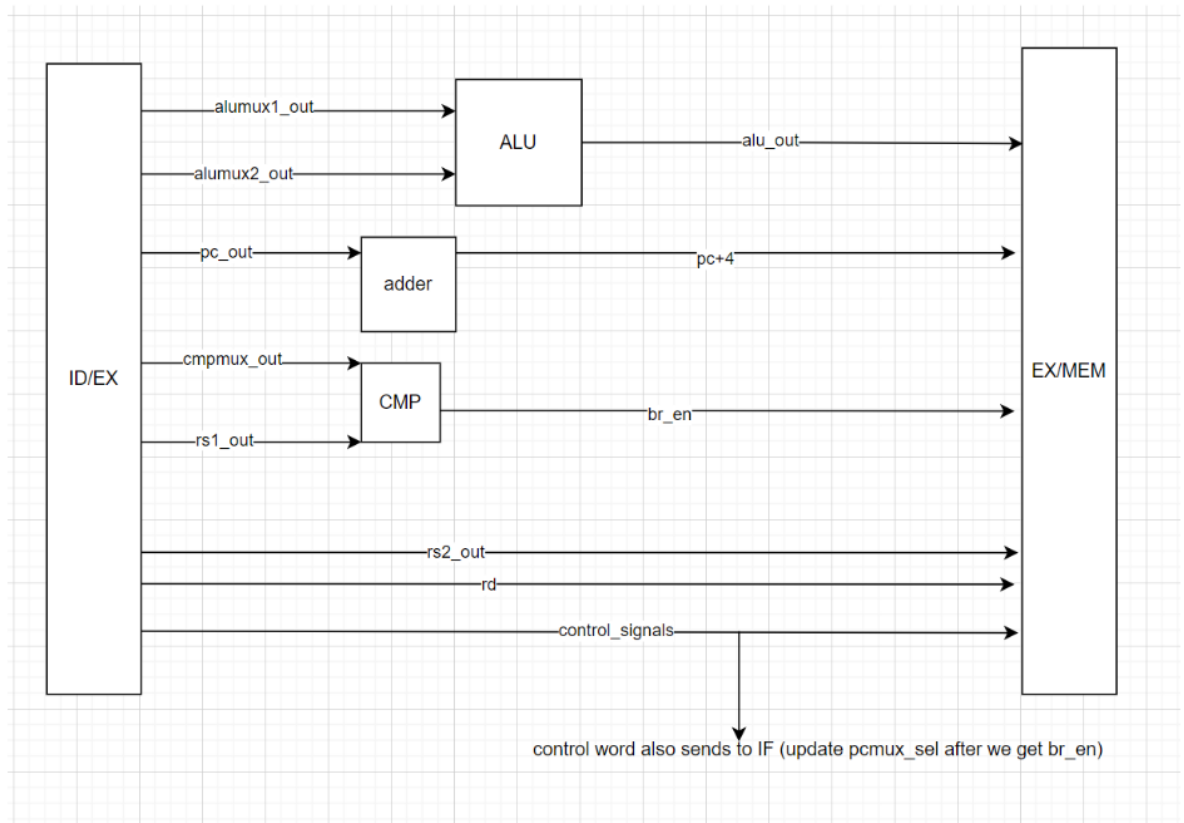 alumux1_out
ALU
alu_out
alumux2_out
pc_out
adder
pc+4
cmpmux_out
ID/EX
CMP
EX/MEM
br_en
rs1_out
rs2_out
rd
control_signals
control word also sends to IF (update pcmux_sel after we get br_en)